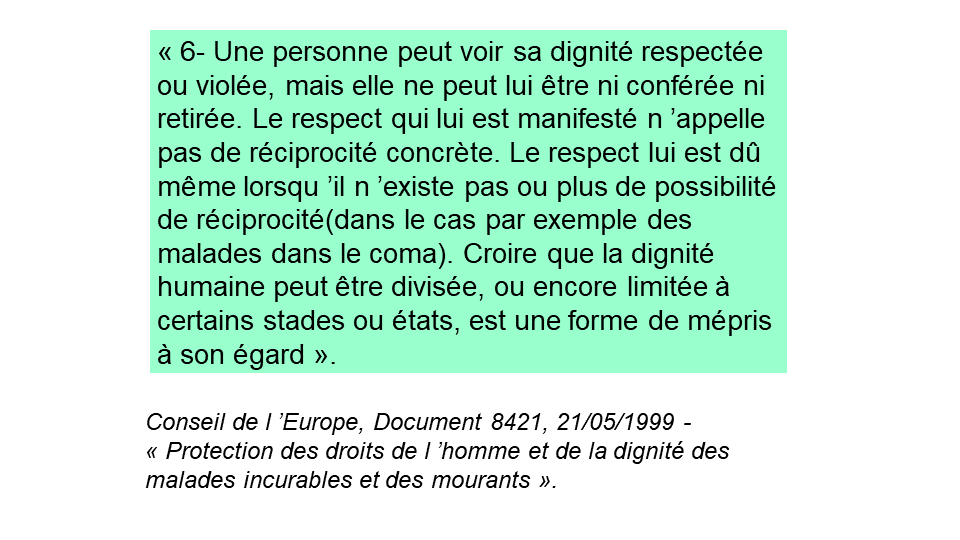 « 6- Une personne peut voir sa dignité respectée
ou violée, mais elle ne peut lui être ni conférée ni
retirée. Le respect qui lui est manifesté n ’appelle
pas de réciprocité concrète. Le respect lui est dû
même lorsqu ’il n ’existe pas ou plus de possibilité
de réciprocité(dans le cas par exemple des
malades dans le coma). Croire que la dignité
humaine peut être divisée, ou encore limitée à
certains stades ou états, est une forme de mépris
à son égard ».
Conseil de l ’Europe, Document 8421, 21/05/1999 -
« Protection des droits de l ’homme et de la dignité des
malades incurables et des mourants ».